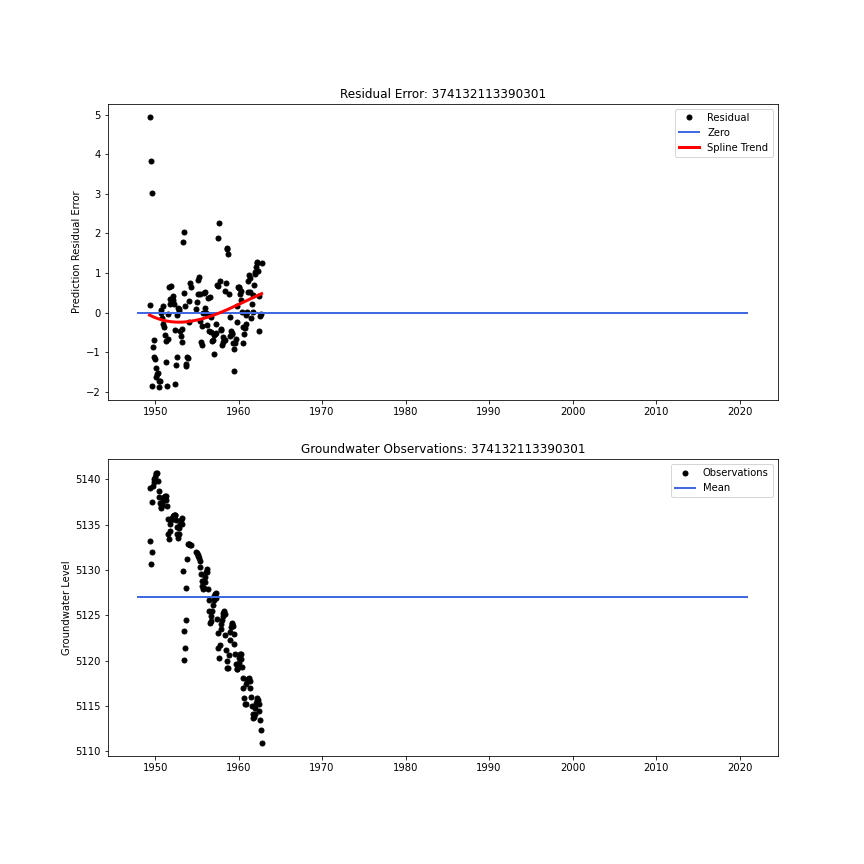 Residual Error: 374132113390301
Prediction Residual Error
5
4
3
2
1
0
−1
−2
Residual
Zero
Spline Trend
1950 1960 1970 1980 1990 2000 2010 2020
Groundwater Observations: 374132113390301
Groundwater Level
5140
5135
5130
5125
5120
5115
5110
Observations
Mean
1950 1960 1970 1980 1990 2000 2010 2020